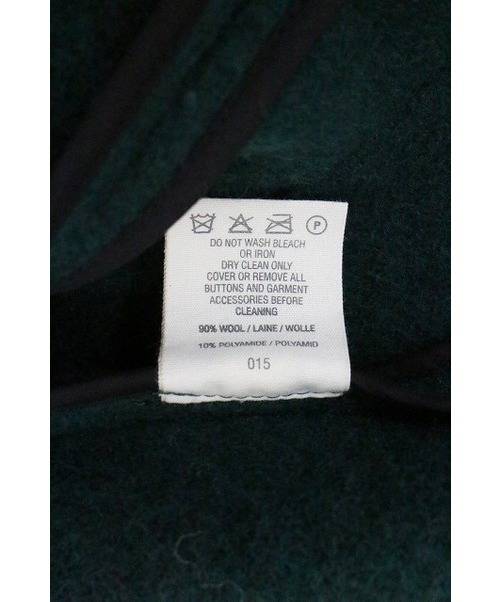 P
DO NOT WASH BLEACH
OR IRON
DRY CLEAN ONLY
COVER OR REMOVE ALL
BUTTONS AND GARMENT
ACCESSORIES BEFORE
CLEANING
90% WOOL / LAINE / WOLLE
10% POLYAMIDE / POLYAMID
015